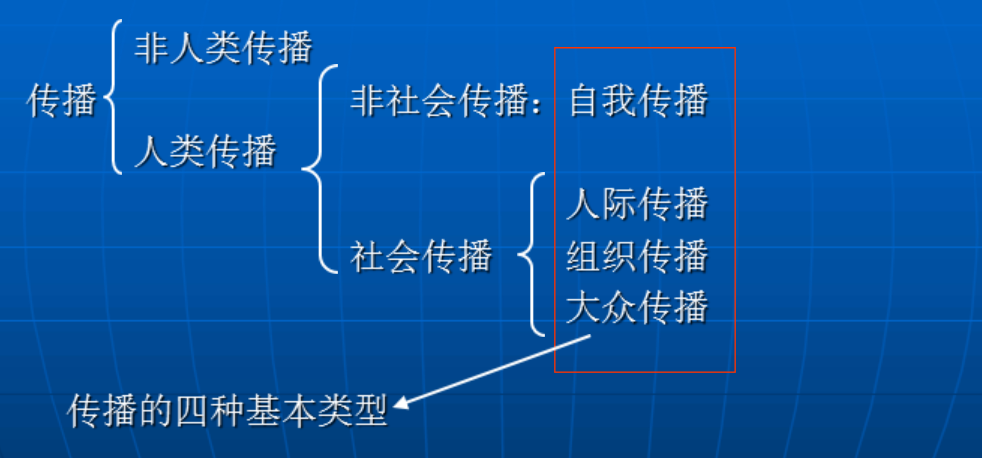 非人类传播
传播
人类传播
非社会传播：自我传播
社会传播
人际传播
组织传播
大众传播
传播的四种基本类型